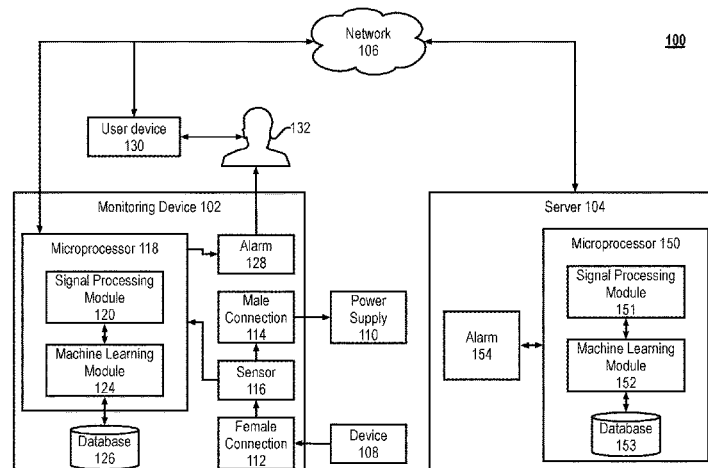 Network
106
100
User device
130
132
Monitoring Device 102
Microprocessor 118
Signal Processing
Module
120
Machine Learning
Module
124
Database
126
Alarm
128
Male
Connection
114
Sensor
116
Female
Connection
112
Power
Supply
110
Device
108
Server 104
Alarm
154
Microprocessor 150
Signal Processing
Module
151
Machine Learning
Module
152
Database
153